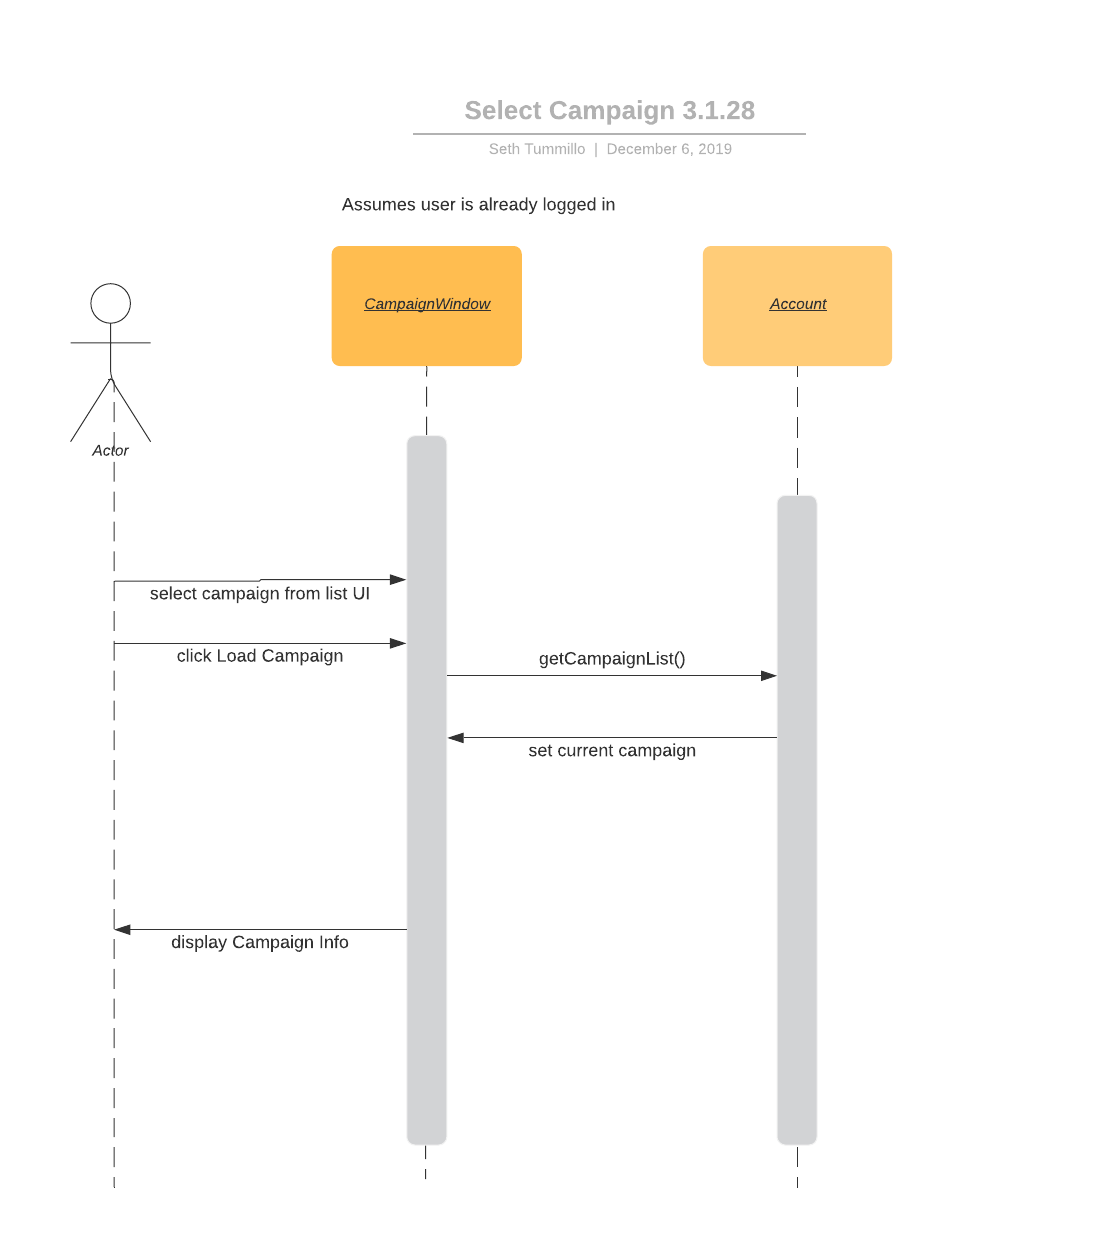 Select Campaign 3.1.28
Seth Tummillo | December 6, 2019
Assumes user is already logged in
CampaignWindow
Account
Actor
select campaign from list UI
click Load Campaign
getCampaignList()
set current campaign
display Campaign Info